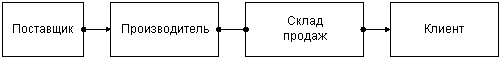 Поставщик
Производитель
Склад
продаж
Клиент